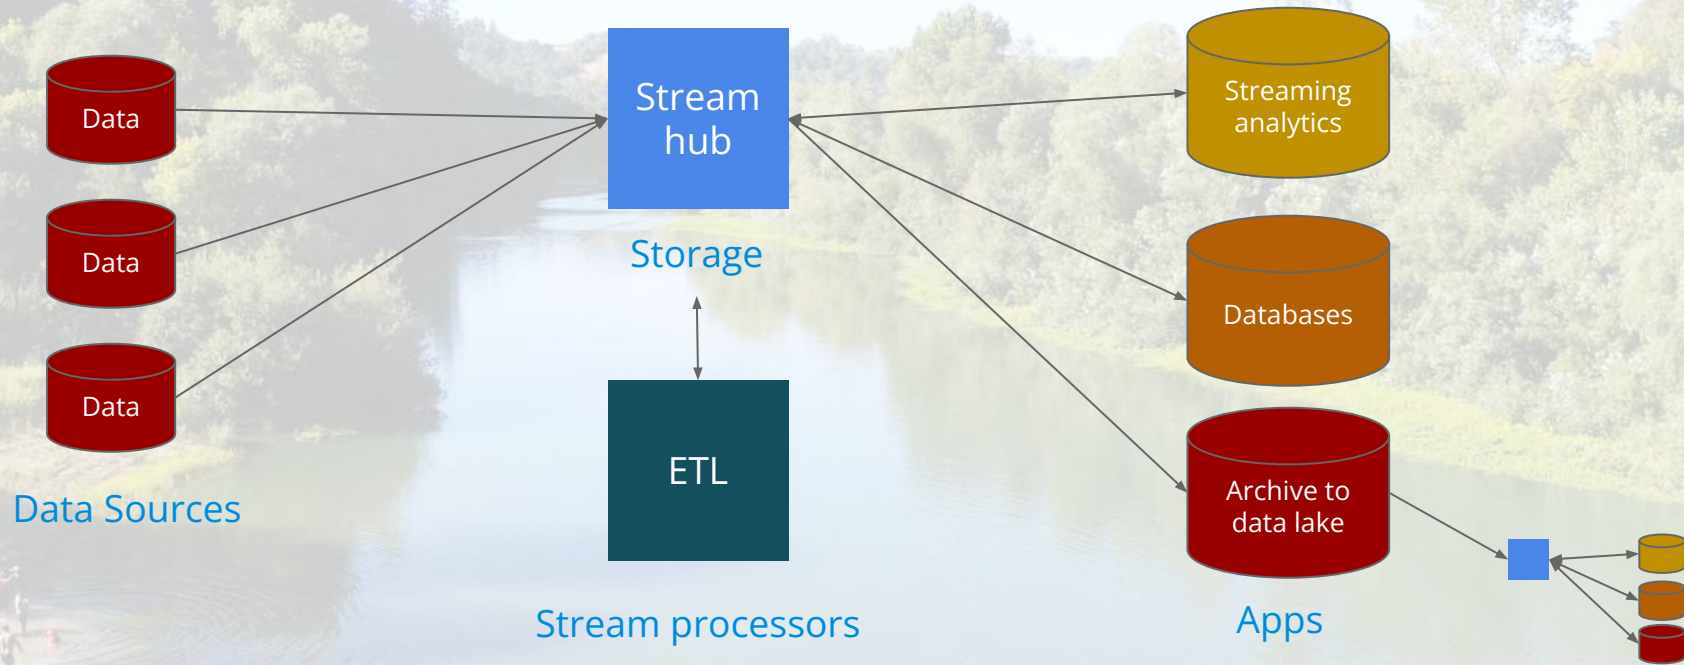 Data
Data
Data
Data Sources
Stream
hub
Storage
ETL
Stream processors
Streaming
analytics
Databases
Archive to
data lake
Apps